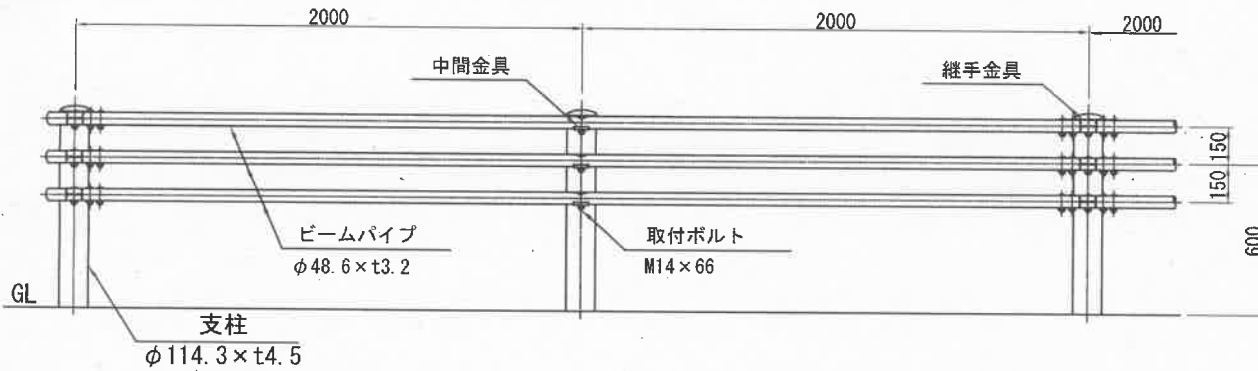 2000
2000
2000
中間金具
継手金具
150
150
600
ビームパイプ
φ48.6×t3.2
取付ボルト
M14×66
GL
支柱
φ114.3×t4.5